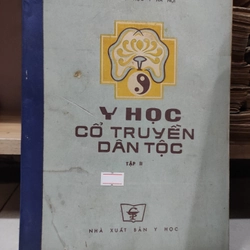 Y HỌC
CỔ TRUYỀN
DÂN TỘC
TẬP II
NHÀ XUẤT BẢN Y HỌC